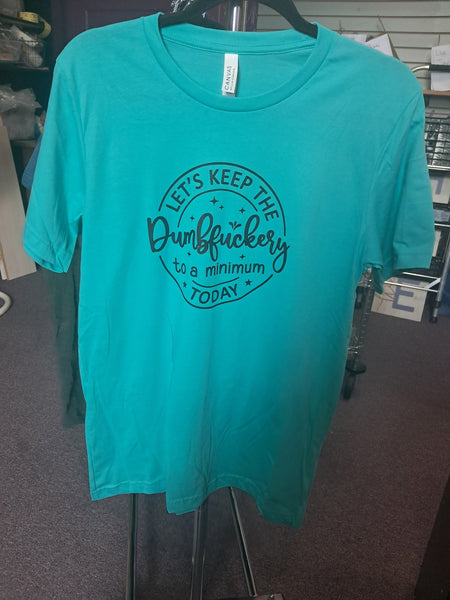 CANVAS
LET'S KEEP THE
Dumbfuckery
to a minimum
TODAY
E